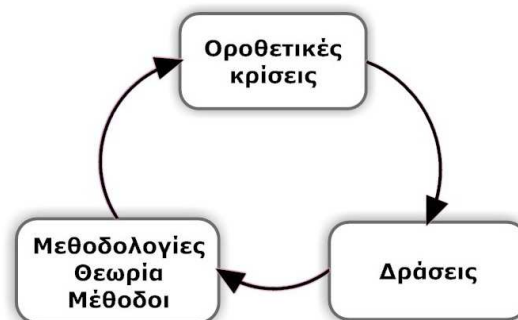 Οροθετικές
κρίσεις
Δράσεις
Μεθοδολογίες
Θεωρία
Μέθοδοι